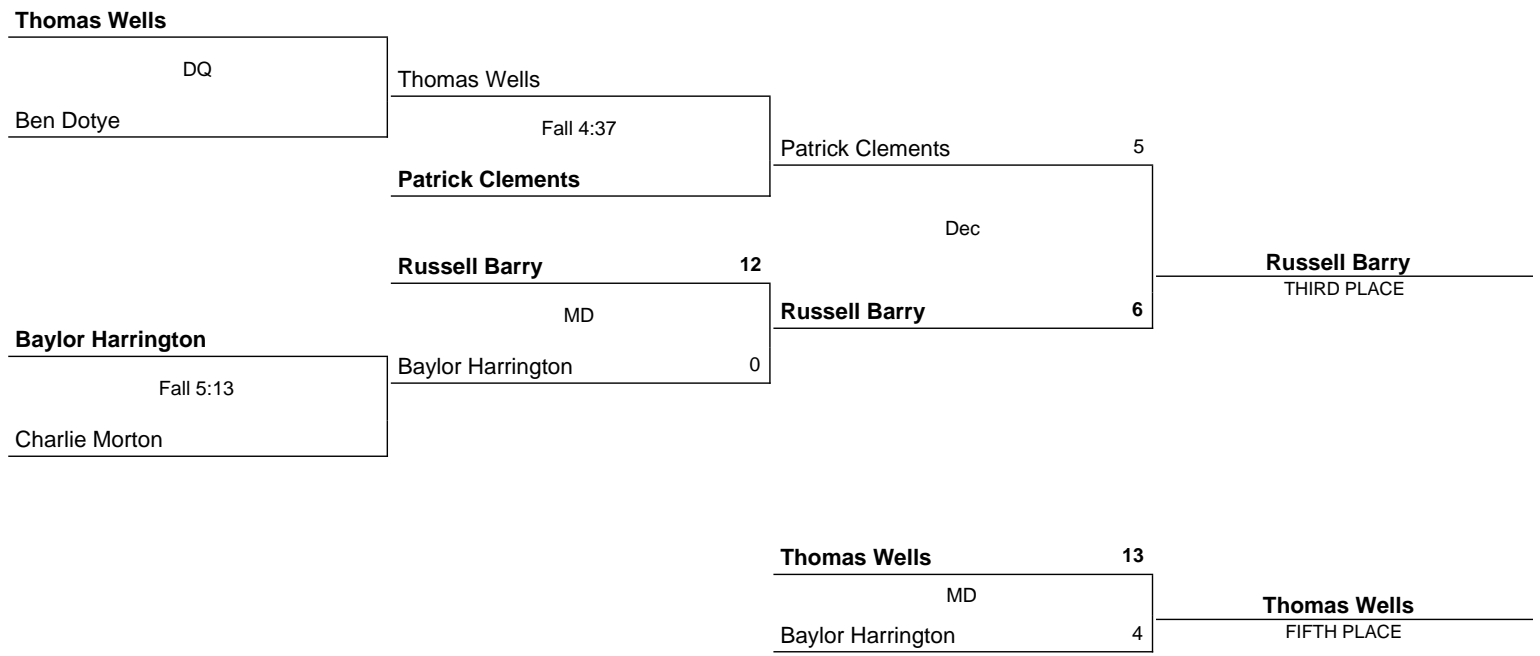 Thomas Wells
DQ
Ben Dotye
Thomas Wells
Fall 4:37
Patrick Clements
Patrick Clements 5
Dec
Russell Barry 12
MD
Baylor Harrington 0
Russell Barry 6
Russell Barry
THIRD PLACE
Baylor Harrington
Fall 5:13
Charlie Morton
Thomas Wells 13
MD
Baylor Harrington 4
Thomas Wells
FIFTH PLACE